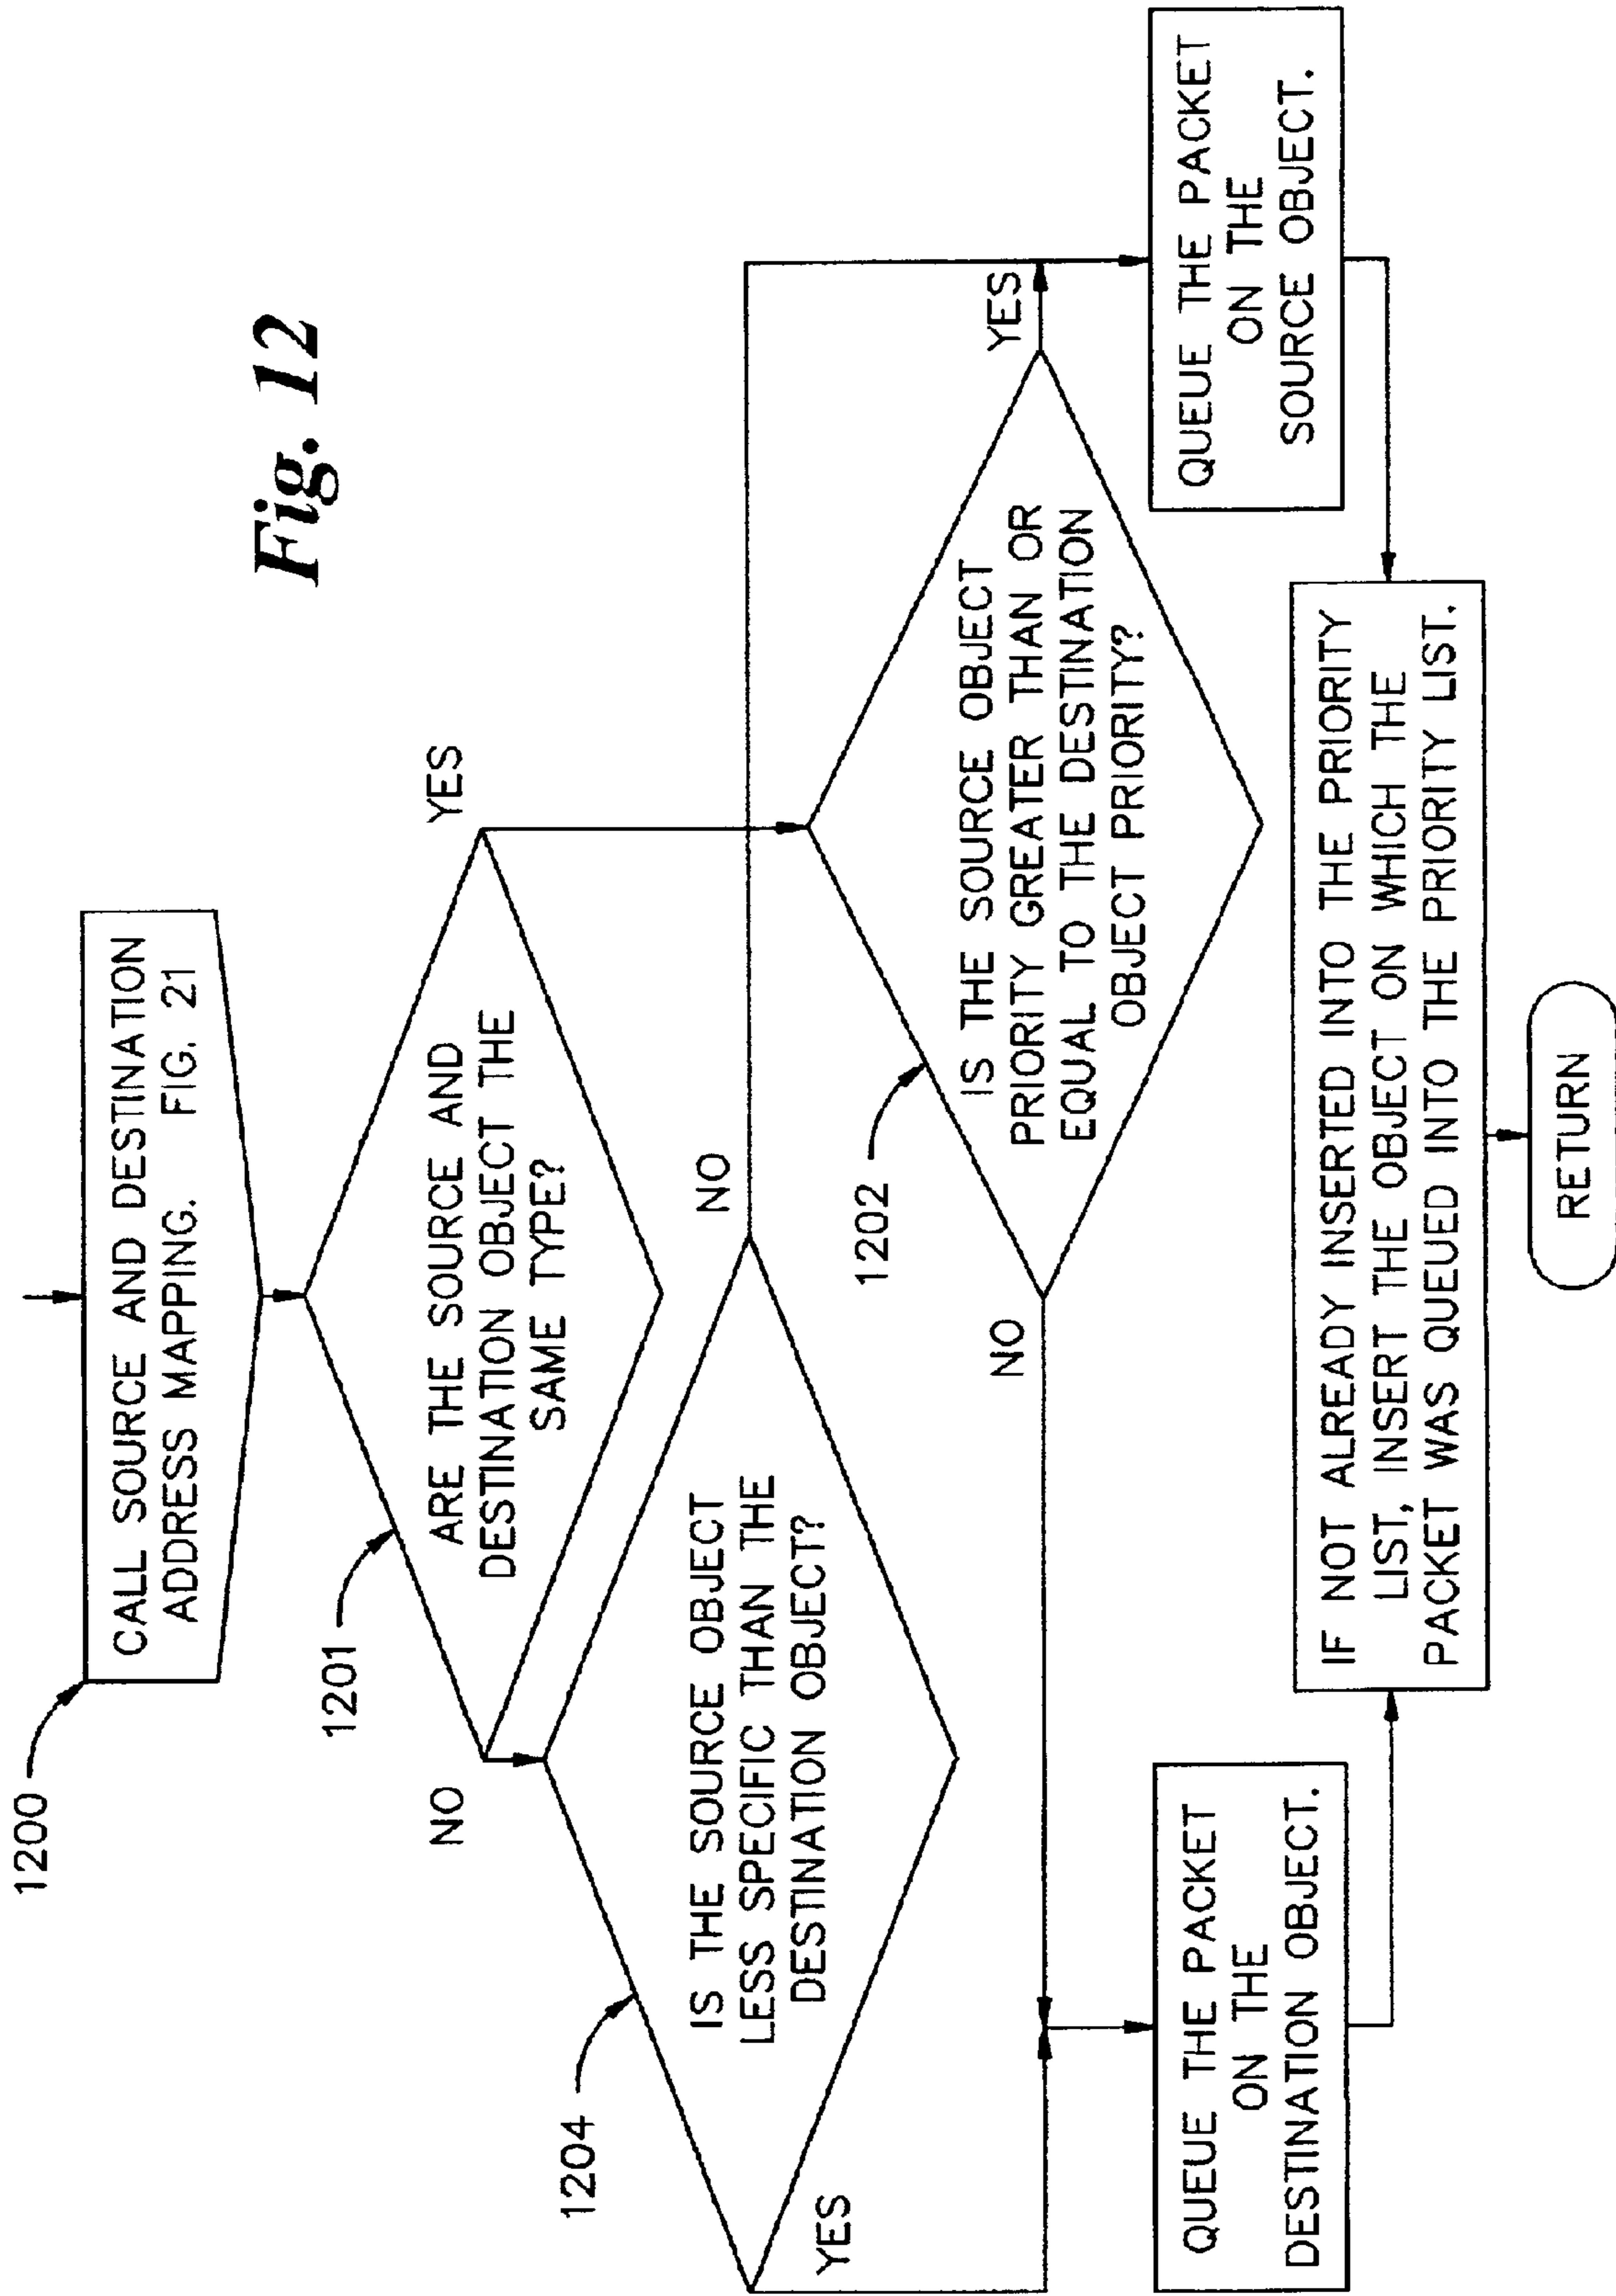 Fig. 12
1200
CALL SOURCE AND DESTINATION
ADDRESS MAPPING. FIG. 21
1201
ARE THE SOURCE AND
DESTINATION OBJECT THE
SAME TYPE?
NO
YES
1204
IS THE SOURCE OBJECT
LESS SPECIFIC THAN THE
DESTINATION OBJECT?
YES
NO
1202
IS THE SOURCE OBJECT
PRIORITY GREATER THAN OR
EQUAL TO THE DESTINATION
OBJECT PRIORITY?
NO
YES
QUEUE THE PACKET
ON THE
DESTINATION OBJECT.
QUEUE THE PACKET
ON THE
SOURCE OBJECT.
IF NOT ALREADY INSERTED INTO THE PRIORITY
LIST, INSERT THE OBJECT ON WHICH THE
PACKET WAS QUEUED INTO THE PRIORITY LIST.
RETURN